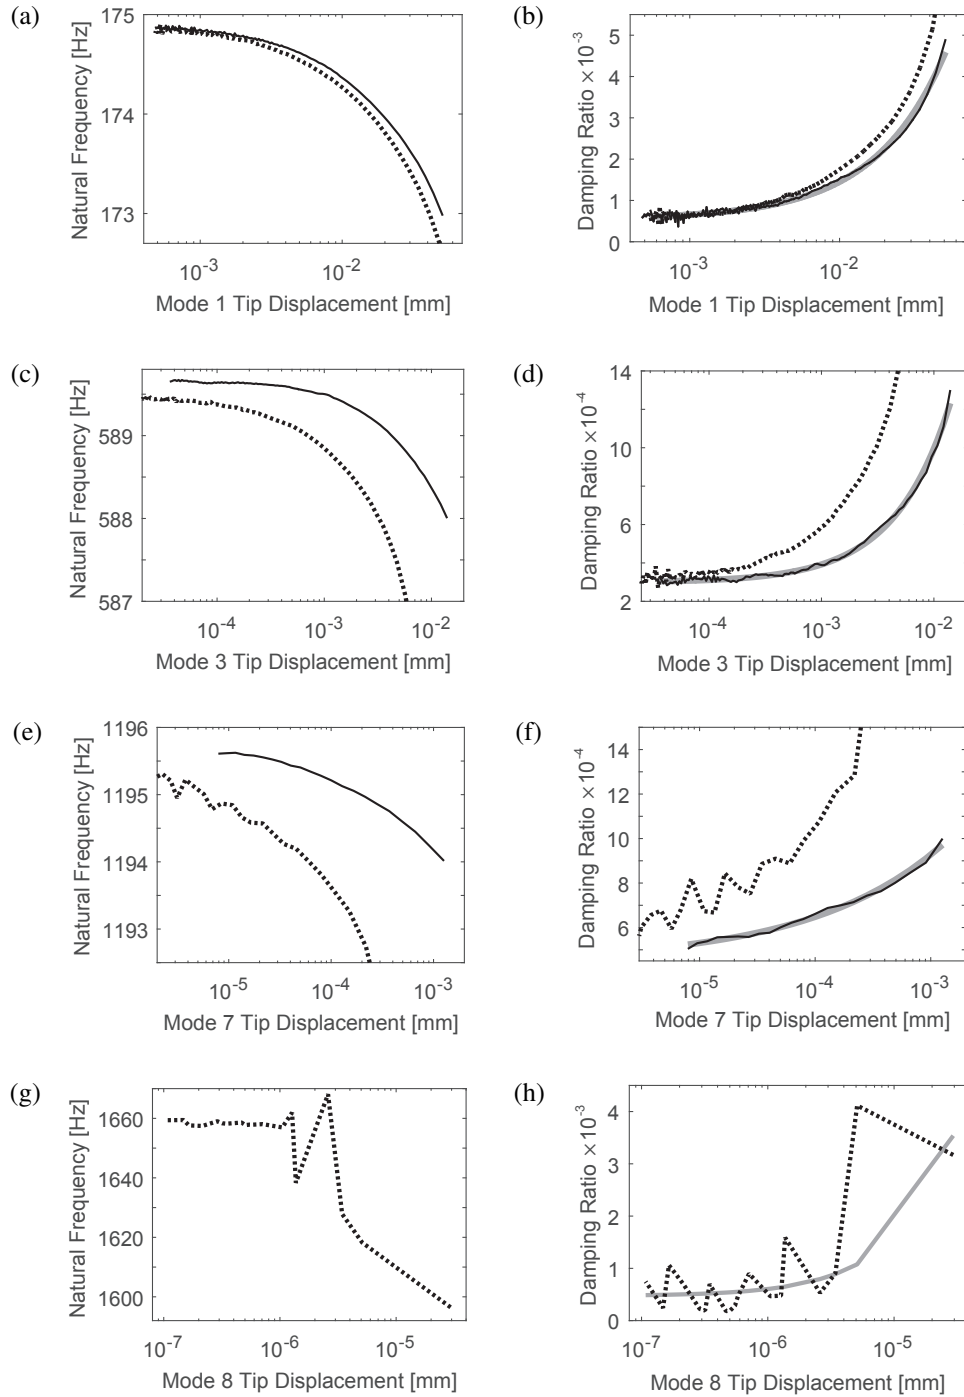 (a)
175
174
173
Natural Frequency [Hz]
10-3
10-2
Mode 1 Tip Displacement [mm]
(b)
5
4
3
2
1
0
Damping Ratio ×10-3
10-3
10-2
Mode 1 Tip Displacement [mm]
(c)
589
588
587
Natural Frequency [Hz]
10-4
10-3
10-2
Mode 3 Tip Displacement [mm]
(d)
14
10
6
2
Damping Ratio ×10-4
10-4
10-3
10-2
Mode 3 Tip Displacement [mm]
(e)
1196
1195
1194
1193
Natural Frequency [Hz]
10-5
10-4
10-3
Mode 7 Tip Displacement [mm]
(f)
14
12
10
8
6
Damping Ratio ×10-4
10-5
10-4
10-3
Mode 7 Tip Displacement [mm]
(g)
1660
1640
1620
1600
Natural Frequency [Hz]
10-7
10-6
10-5
Mode 8 Tip Displacement [mm]
(h)
4
3
2
1
0
Damping Ratio ×10-3
10-7
10-6
10-5
Mode 8 Tip Displacement [mm]